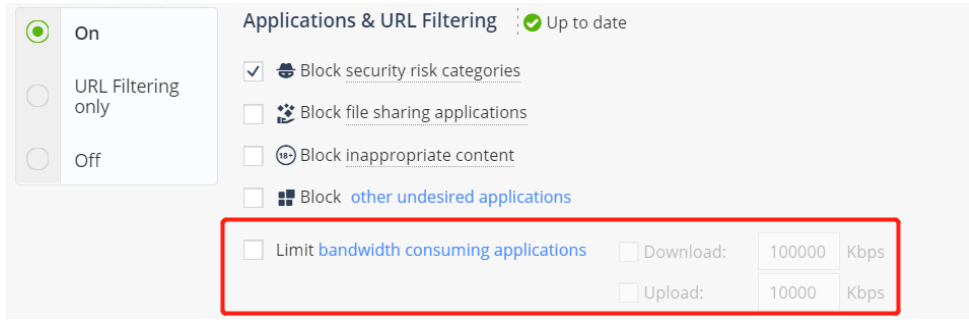 On
URL Filtering only
Off
Applications & URL Filtering Up to date
Block security risk categories
Block file sharing applications
18+ Block inappropriate content
Block other undesired applications
Limit bandwidth consuming applications Download: 100000 Kbps
Upload: 10000 Kbps